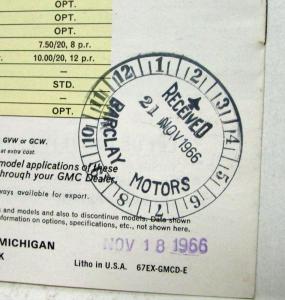 OPT.
OPT.
OPT.
7.50/20, 8 p.r.
10.00/20, 12 p.r.
—
STD.
—
OPT.
GVW or GCW.
at extra cost.
model applications of these
through your GMC Dealer.
ways available for export.
ns and models and also to discontinue models. Data shown
rmation on options, specifications, etc., not shown here.
MICHIGAN
K
Litho in U.S.A. 67EX-GMCD-E
12 1 2 3 4 5 6 7 8 9 10 11
RECEIVED
21 NOV 1966
BARCLAY MOTORS
NOV 18 1966